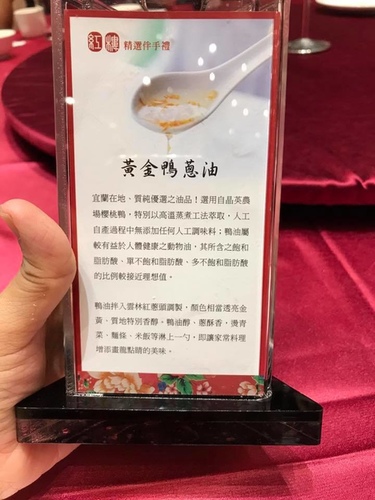 紅樓 精選伴手禮
黃金鴨蔥油
宜蘭在地、質純優選之油品！選用自晶英農
場櫻桃鴨，特別以高溫蒸煮工法萃取，人工
自產過程中無添加任何人工調味料；鴨油屬
較有益於人體健康之動物油，其所含之飽和
脂肪酸、單不飽和脂肪酸、多不飽和脂肪酸
的比例較接近理想值。
鴨油拌入雲林紅蔥頭調製，顏色相當透亮金
黃、質地特別香醇。鴨油醇、蔥酥香，燙青
菜、麵條、米飯等淋上一勺，即讓家常料理
增添畫龍點睛的美味。